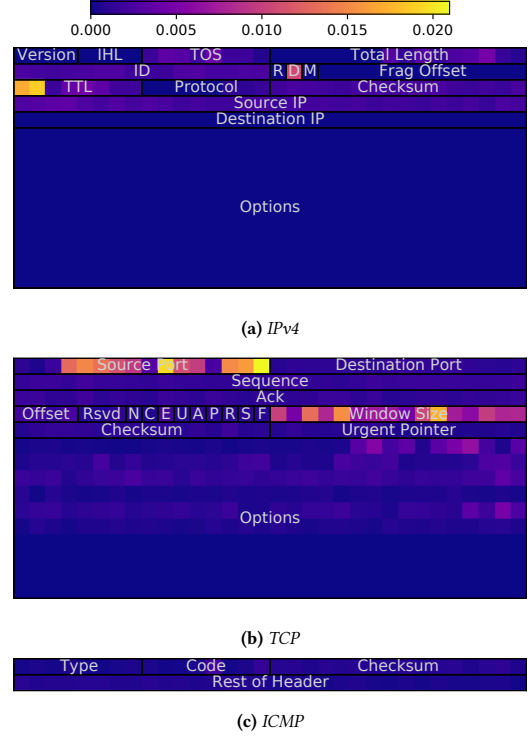 0.000 0.005 0.010 0.015 0.020
Version IHL TOS Total Length
ID R D M Frag Offset
TTL Protocol Checksum
Source IP
Destination IP
Options
(a) IPv4
Source Port Destination Port
Sequence
Ack
Offset Rsvd N C E U A P R S F Window Size
Checksum Urgent Pointer
Options
(b) TCP
Type Code Checksum
Rest of Header
(c) ICMP